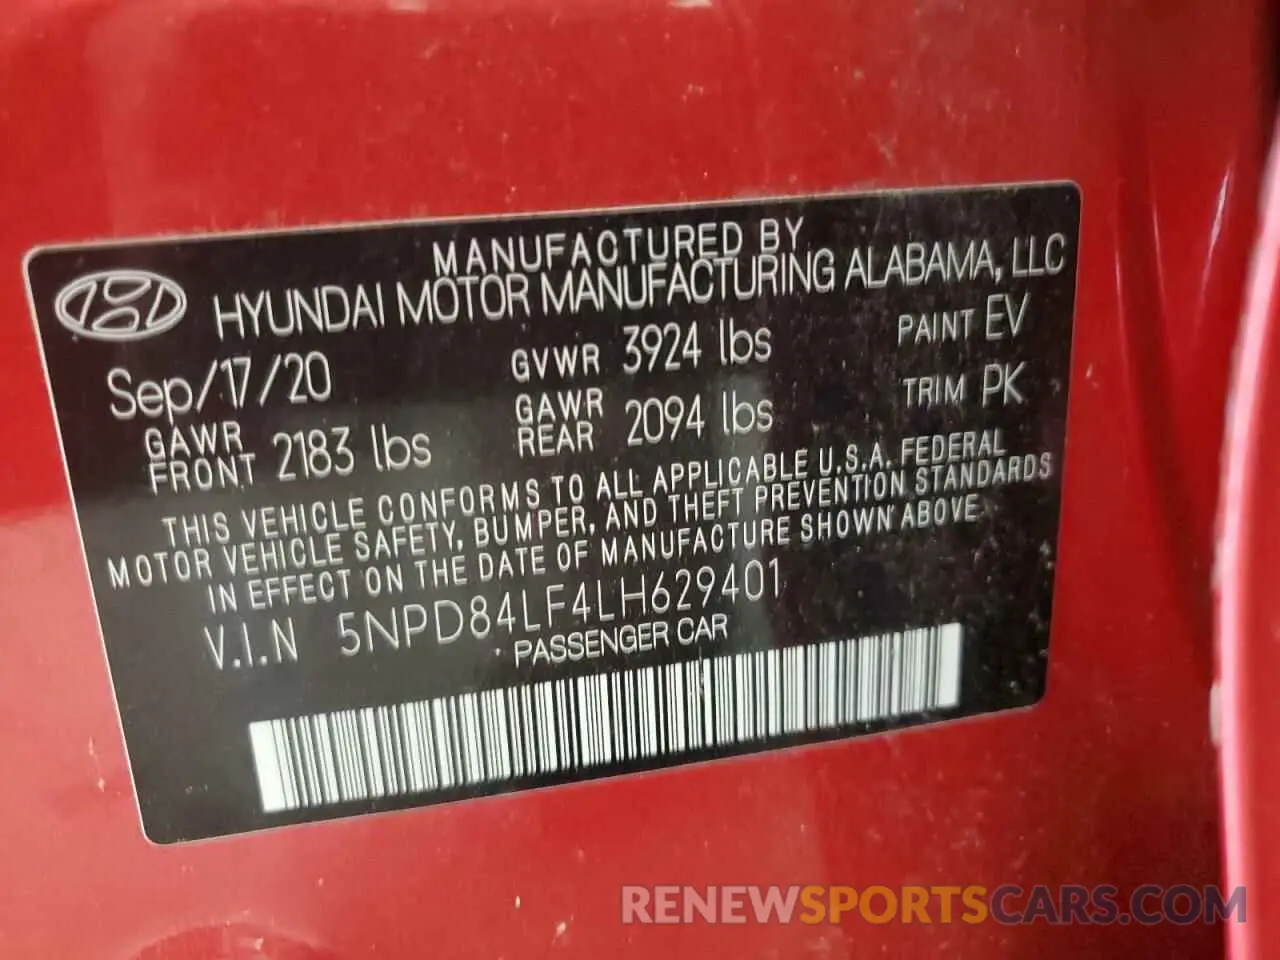 MANUFACTURED BY
HYUNDAI MOTOR MANUFACTURING ALABAMA, LLC
Sep/17/20 GVWR 3924 lbs PAINT EV
GAWR FRONT 2183 lbs GAWR REAR 2094 lbs TRIM PK
THIS VEHICLE CONFORMS TO ALL APPLICABLE U.S.A. FEDERAL
MOTOR VEHICLE SAFETY, BUMPER, AND THEFT PREVENTION STANDARDS
IN EFFECT ON THE DATE OF MANUFACTURE SHOWN ABOVE
V.I.N 5NPD84LF4LH629401
PASSENGER CAR
RENEWSPORTSCARS.COM